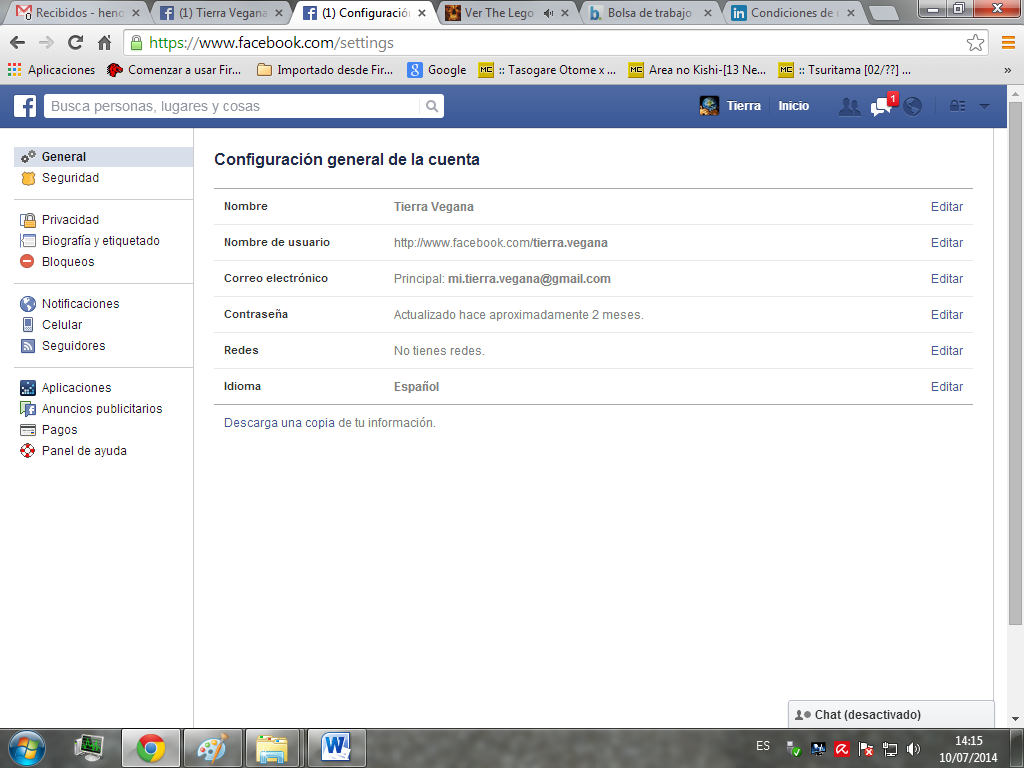 Recibidos - heno
(1) Tierra Vegana
(1) Configuració
Ver The Lego
Bolsa de trabajo
Condiciones de
https://www.facebook.com/settings
Aplicaciones
Comenzar a usar Fir...
Importado desde Fir...
Google
:: Tasogare Otome x ...
Area no Kishi-[13 Ne...
:: Tsuritama [02/??] ...
»
Busca personas, lugares y cosas
Tierra
Inicio
1
General
Seguridad
Privacidad
Biografía y etiquetado
Bloqueos
Notificaciones
Celular
Seguidores
Aplicaciones
Anuncios publicitarios
Pagos
Panel de ayuda
Configuración general de la cuenta
Nombre Tierra Vegana Editar
Nombre de usuario http://www.facebook.com/tierra.vegana Editar
Correo electrónico Principal: mi.tierra.vegana@gmail.com Editar
Contraseña Actualizado hace aproximadamente 2 meses. Editar
Redes No tienes redes. Editar
Idioma Español Editar
Descarga una copia de tu información.
Chat (desactivado)
ES
14:15
10/07/2014